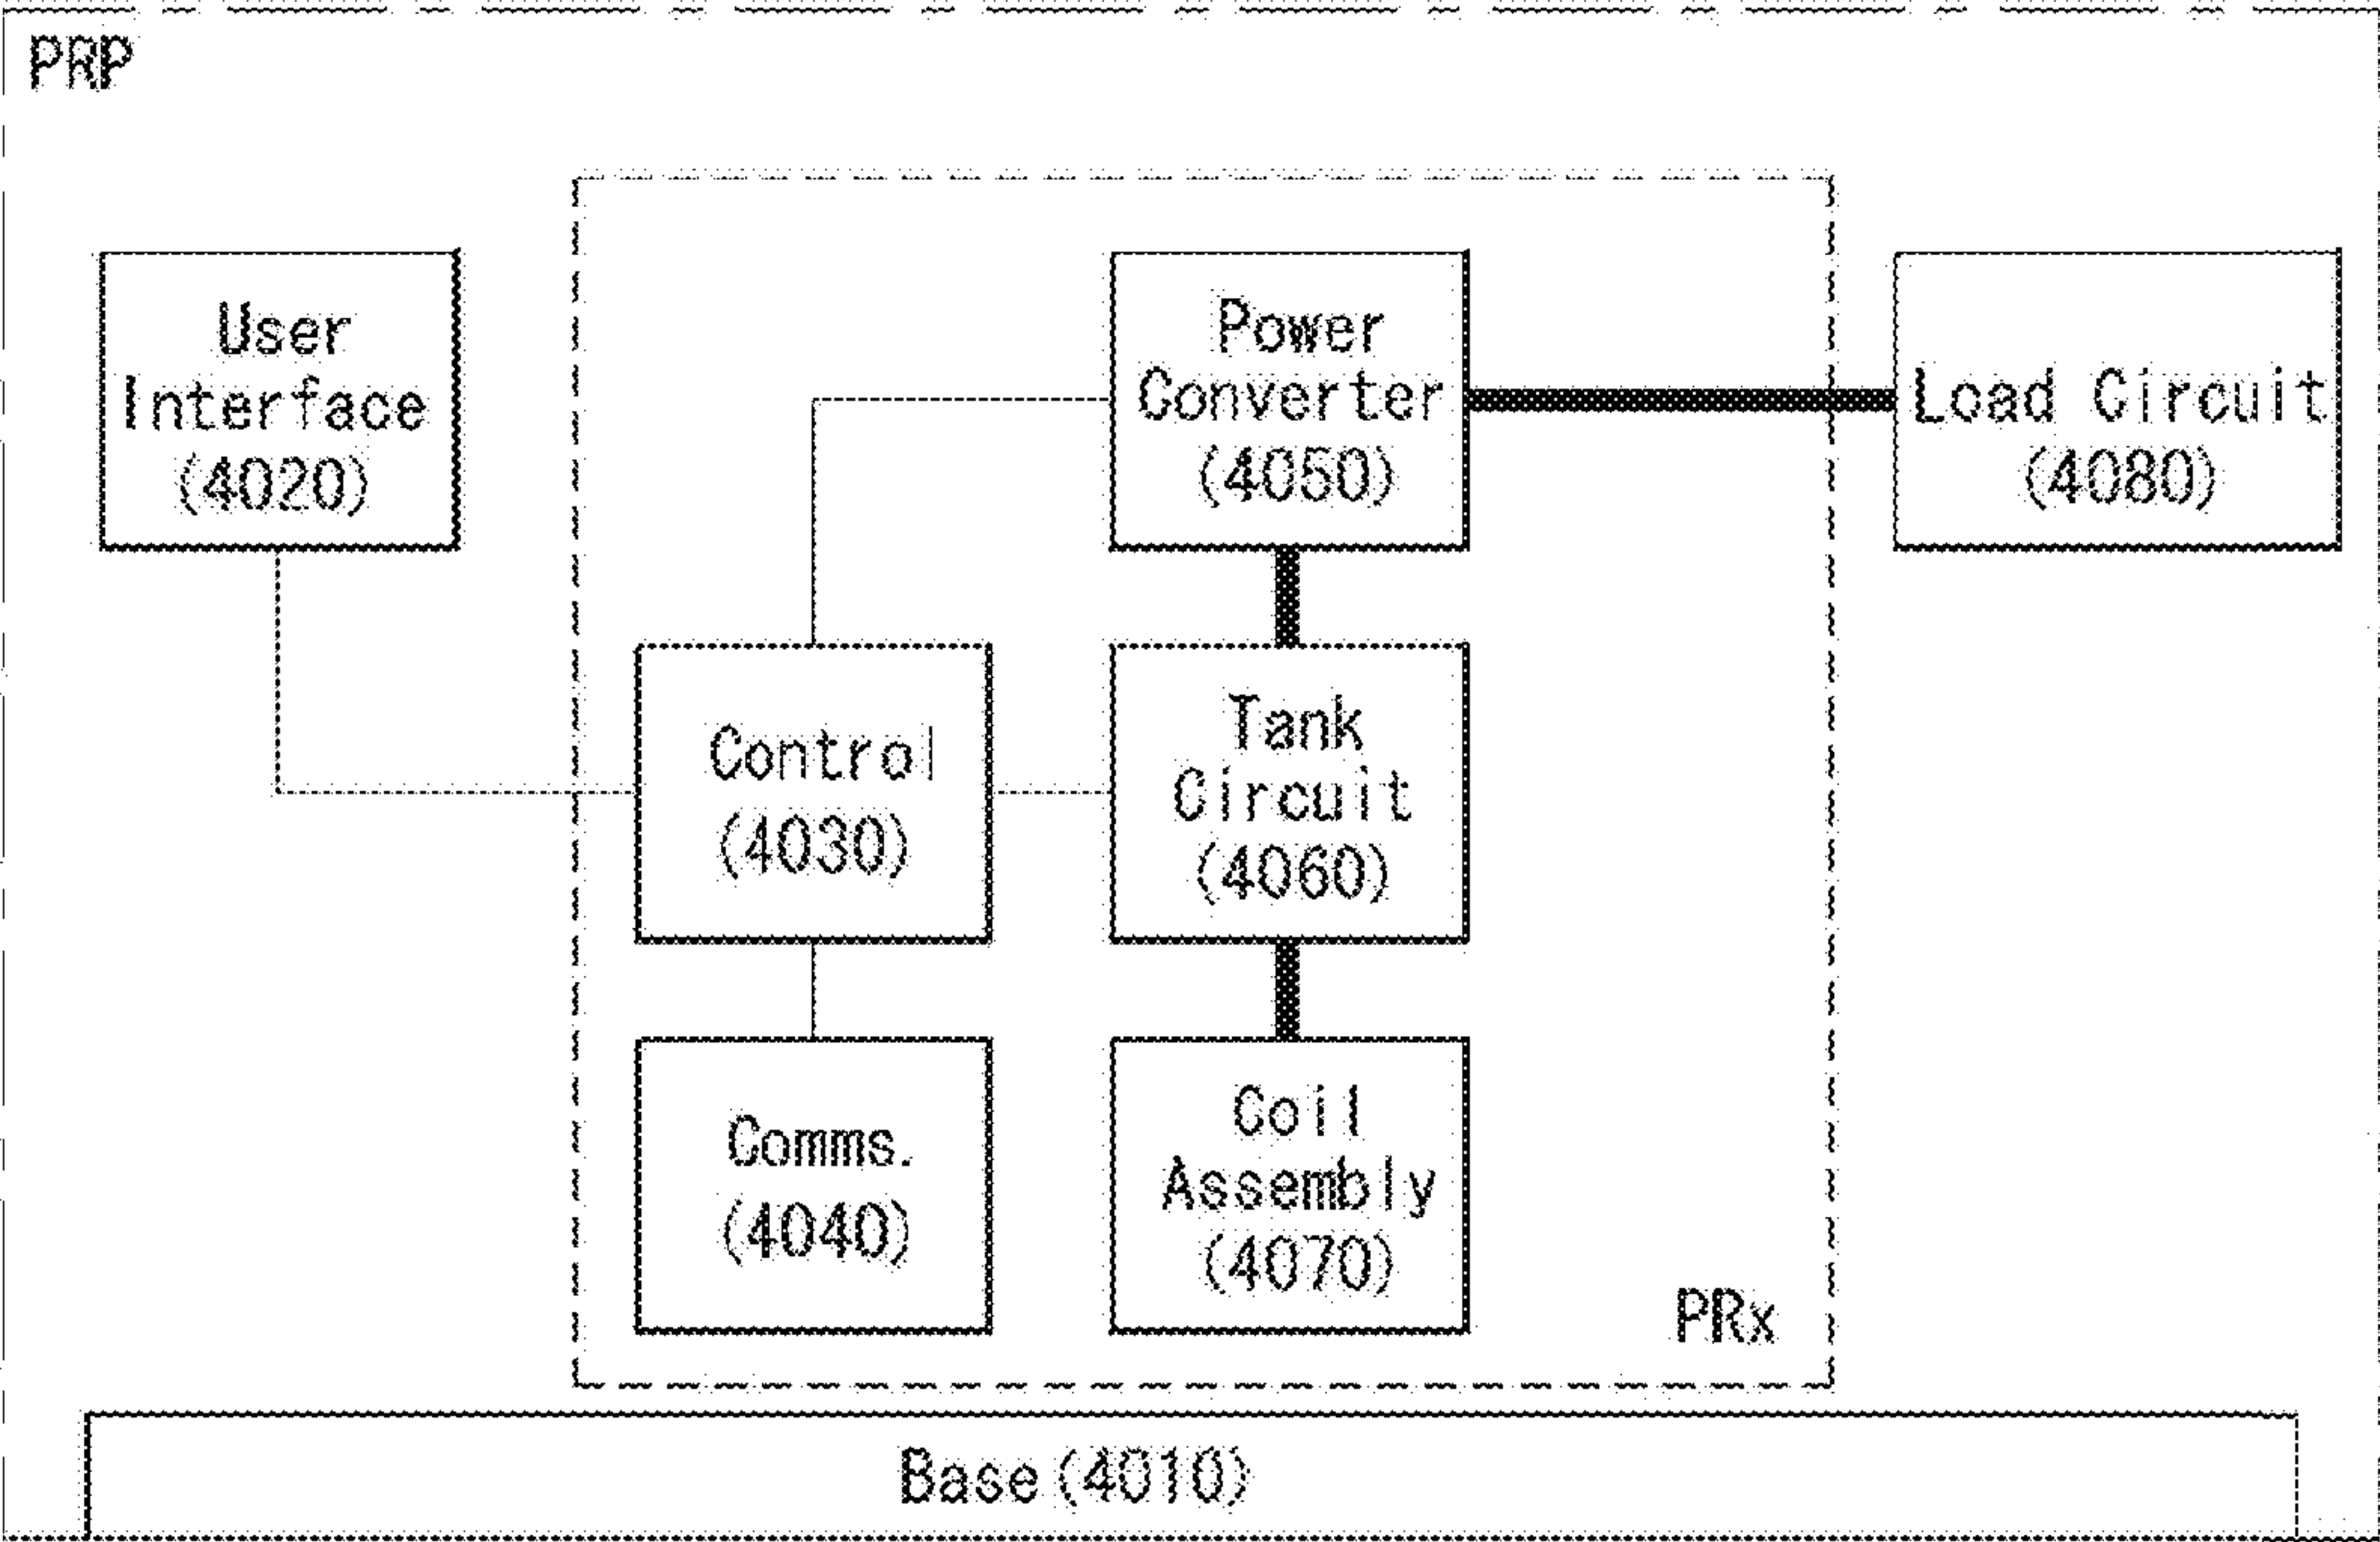 PRP
User
Interface
(4020)
Power
Converter
(4050)
Load Circuit
(4080)
Control
(4030)
Tank
Circuit
(4060)
Comms.
(4040)
Coil
Assembly
(4070)
PRx
Base (4010)